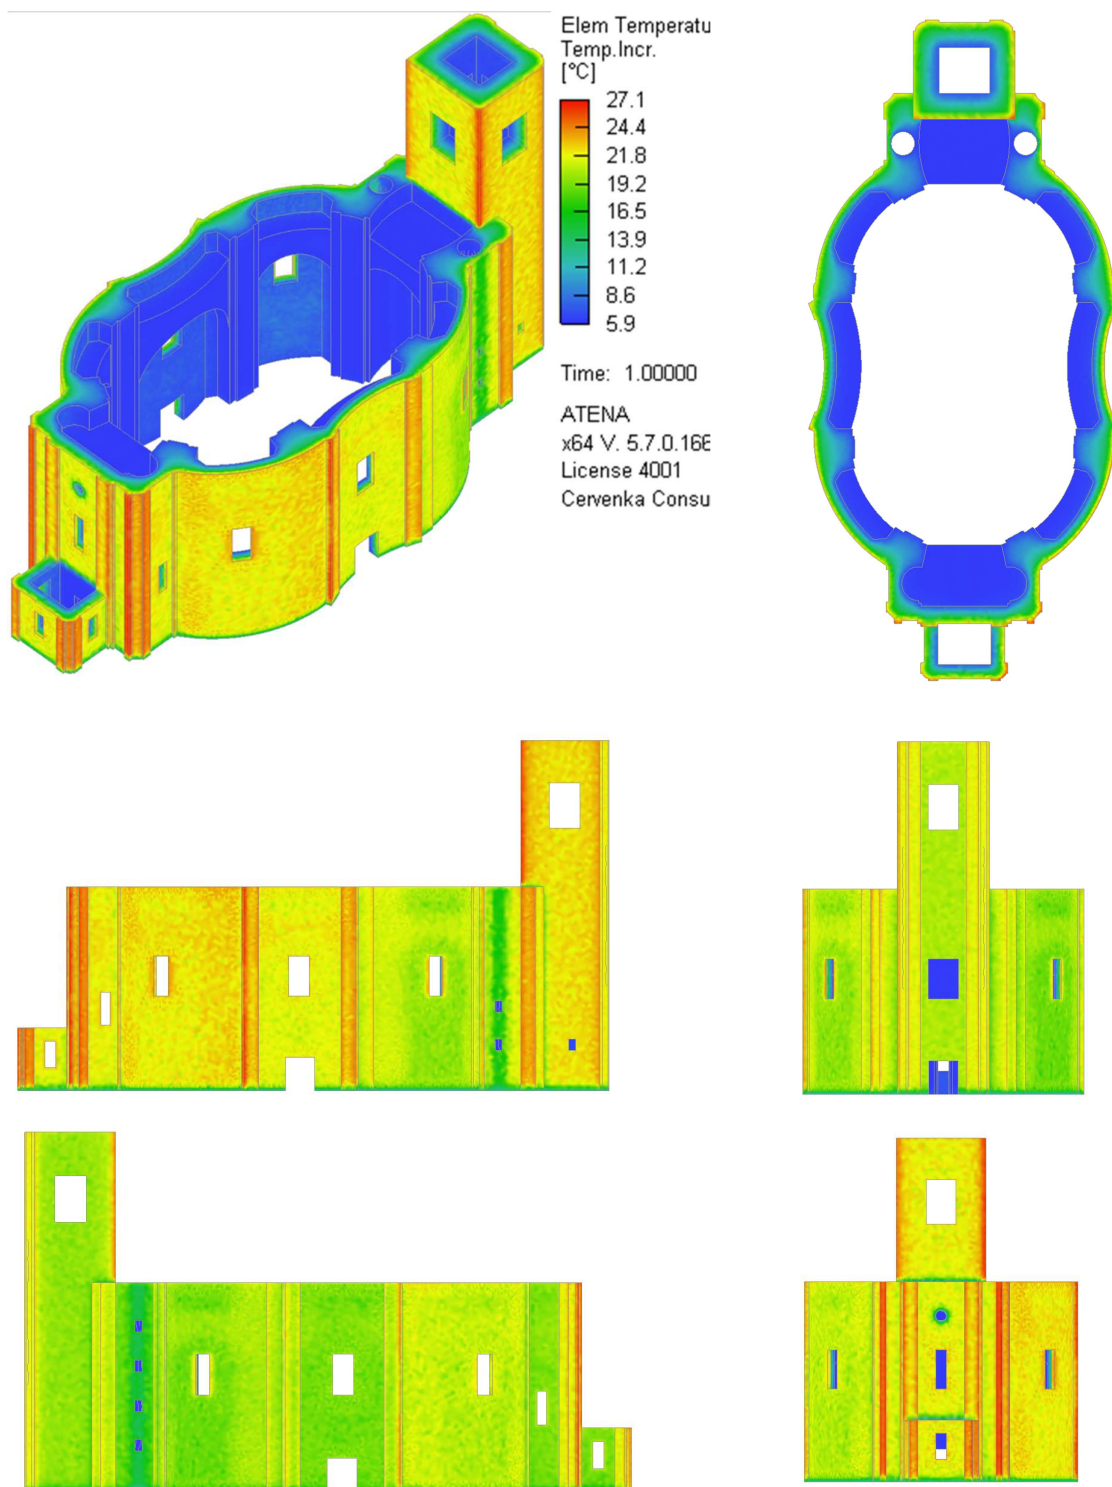 Elem Temperatu
Temp.Incr.
[°C]
27.1
24.4
21.8
19.2
16.5
13.9
11.2
8.6
5.9
Time: 1.00000
ATENA
x64 V. 5.7.0.166
License 4001
Cervenka Consu